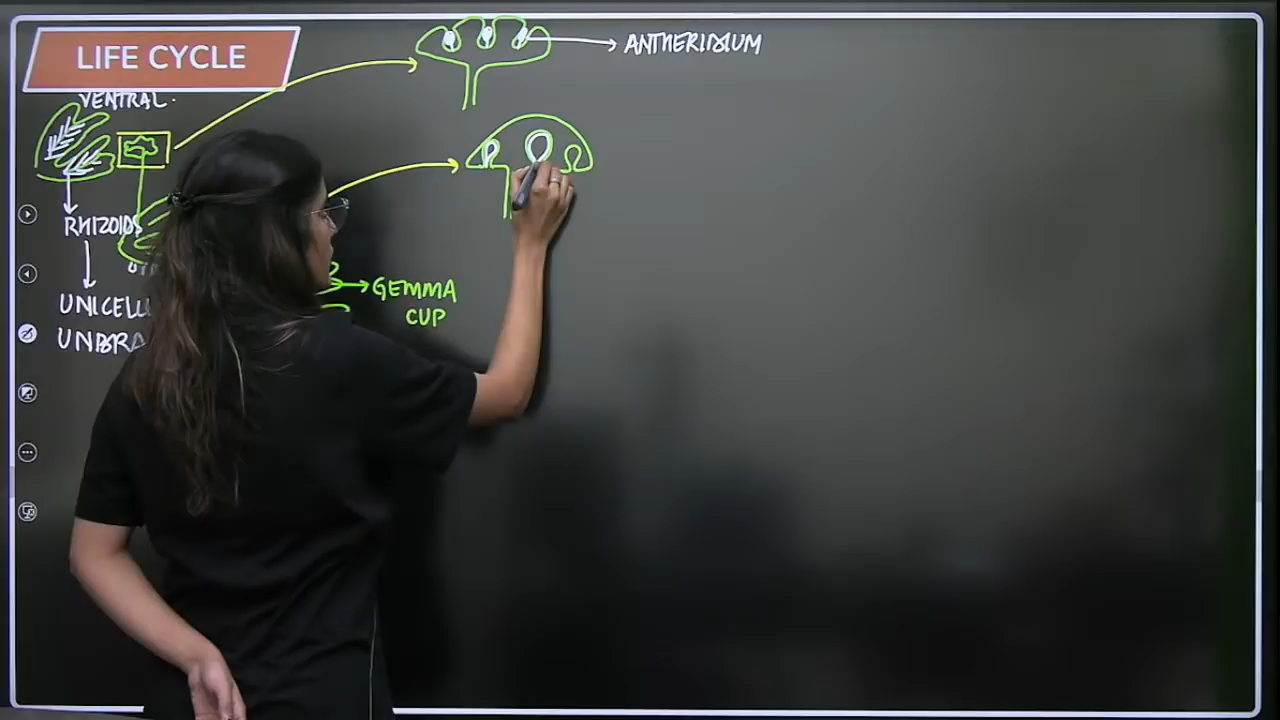 LIFE CYCLE
ANTHERIDIUM
VENTRAL.
RHIZOIDS
GEMMA
CUP